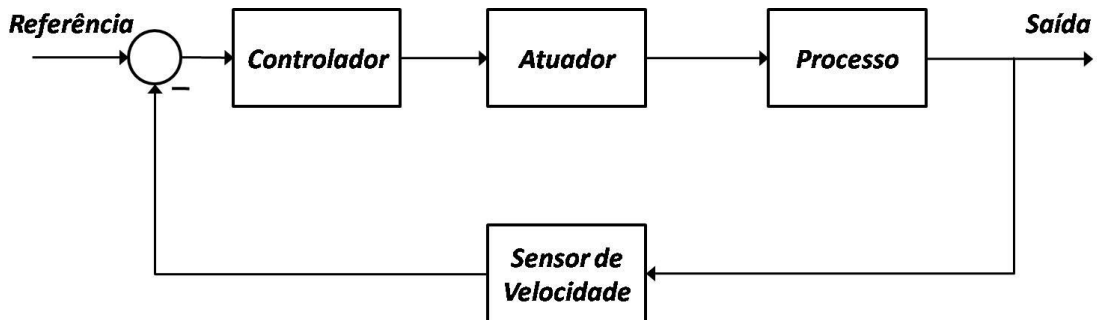 Referência
Saída
Controlador
Atuador
Processo
–
Sensor de
Velocidade